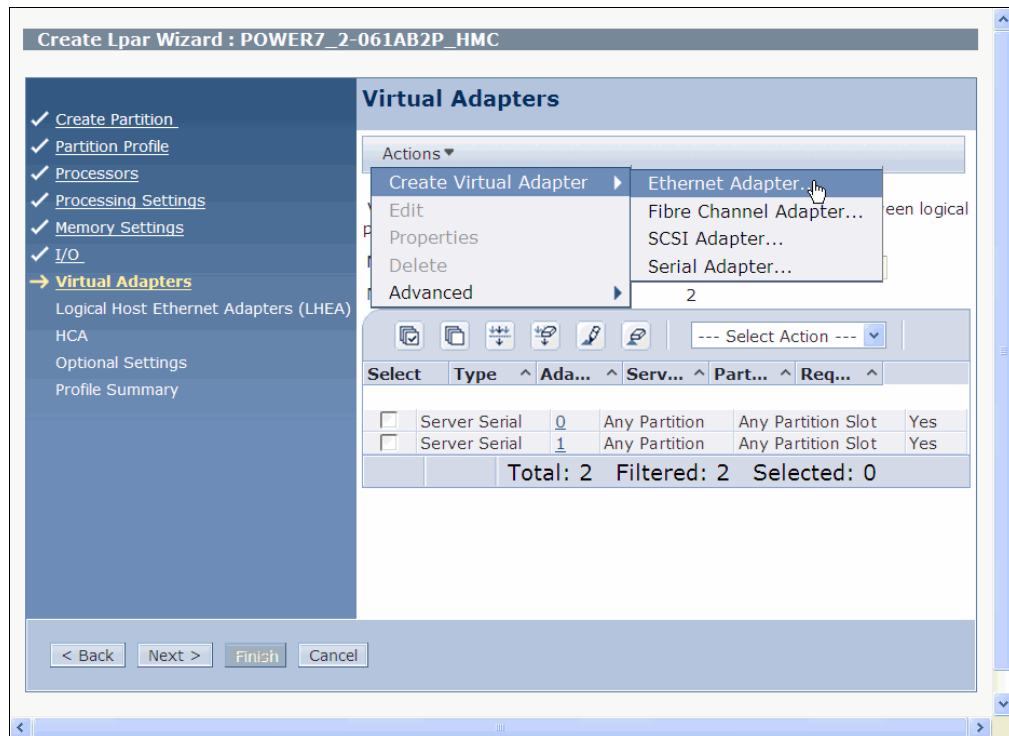 Create Lpar Wizard : POWER7_2-061AB2P_HMC
Create Partition
Partition Profile
Processors
Processing Settings
Memory Settings
I/O
Virtual Adapters
Logical Host Ethernet Adapters (LHEA)
HCA
Optional Settings
Profile Summary
Virtual Adapters
Actions
Create Virtual Adapter
Edit
Properties
Delete
Advanced
Ethernet Adapter...
Fibre Channel Adapter...
SCSI Adapter...
Serial Adapter...
logical
2
--- Select Action ---
Select Type Ada... Serv... Part... Req...
Server Serial 0 Any Partition Any Partition Slot Yes
Server Serial 1 Any Partition Any Partition Slot Yes
Total: 2 Filtered: 2 Selected: 0
< Back Next > Finish Cancel